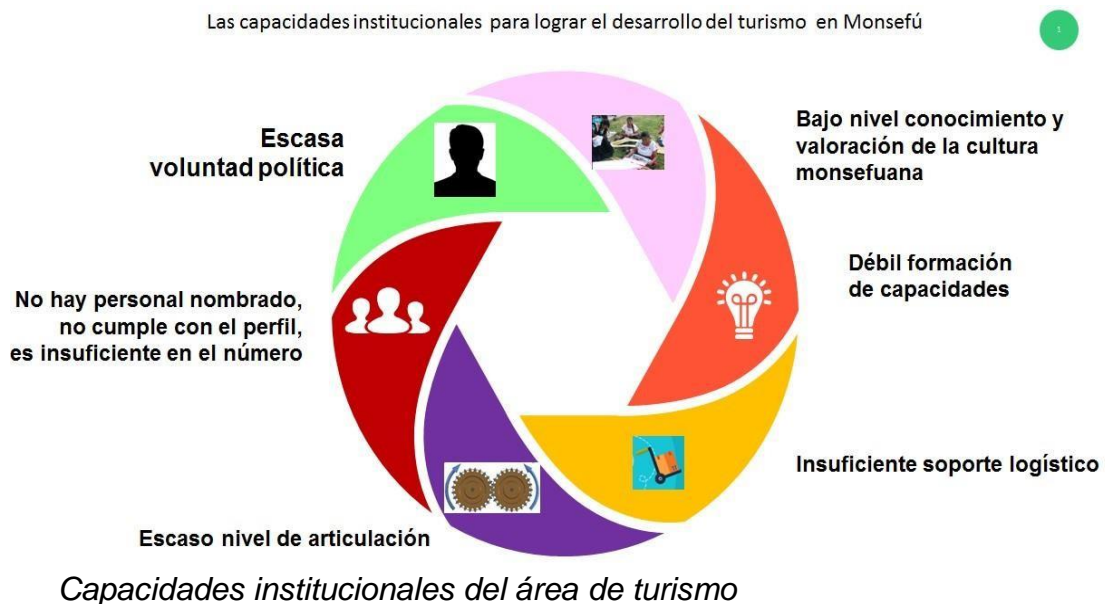 Las capacidades institucionales para lograr el desarrollo del turismo en Monsefú
1
Escasa
voluntad política
Bajo nivel conocimiento y
valoración de la cultura
monsefuana
Débil formación
de capacidades
No hay personal nombrado,
no cumple con el perfil,
es insuficiente en el número
Insuficiente soporte logístico
Escaso nivel de articulación
Capacidades institucionales del área de turismo